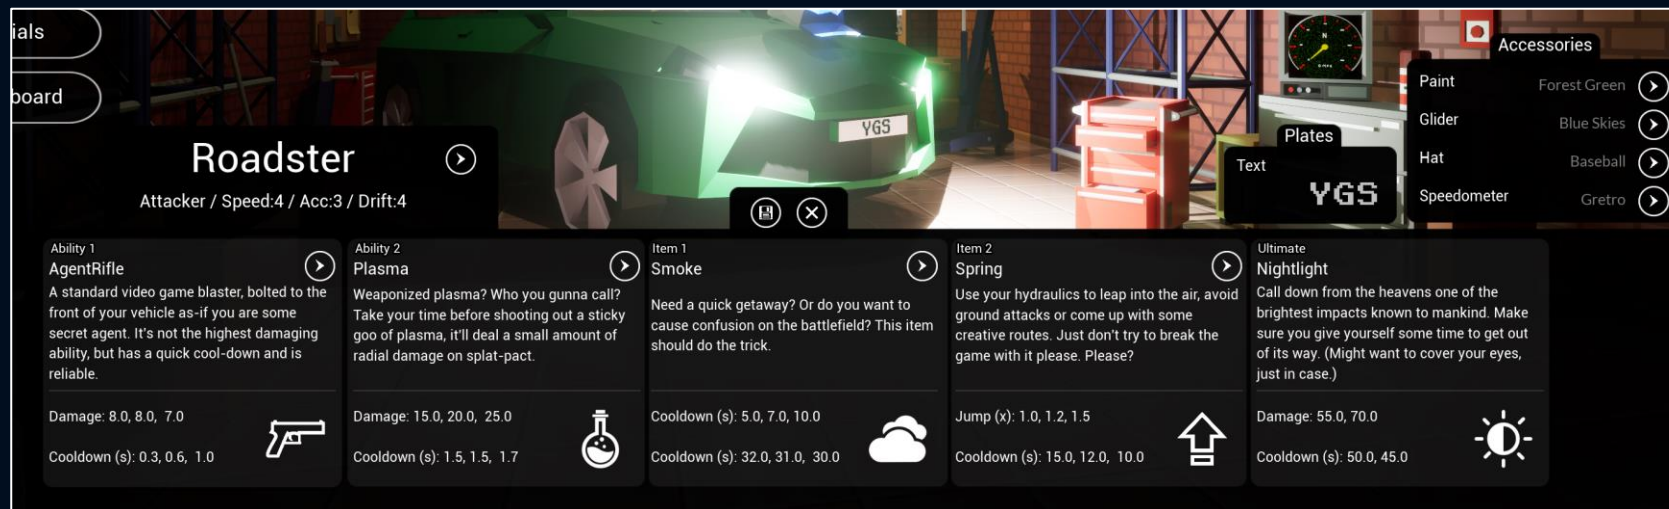 ials
board
Roadster
Attacker / Speed:4 / Acc:3 / Drift:4
YGS
Plates
Text
YGS
Accessories
Paint Forest Green
Glider Blue Skies
Hat Baseball
Speedometer Gretro
Ability 1
AgentRifle
A standard video game blaster, bolted to the
front of your vehicle as-if you are some
secret agent. It's not the highest damaging
ability, but has a quick cool-down and is
reliable.
Damage: 8.0, 8.0, 7.0
Cooldown (s): 0.3, 0.6, 1.0
Ability 2
Plasma
Weaponized plasma? Who you gunna call?
Take your time before shooting out a sticky
goo of plasma, it'll deal a small amount of
radial damage on splat-pact.
Damage: 15.0, 20.0, 25.0
Cooldown (s): 1.5, 1.5, 1.7
Item 1
Smoke
Need a quick getaway? Or do you want to
cause confusion on the battlefield? This item
should do the trick.
Cooldown (s): 5.0, 7.0, 10.0
Cooldown (s): 32.0, 31.0, 30.0
Item 2
Spring
Use your hydraulics to leap into the air, avoid
ground attacks or come up with some
creative routes. Just don't try to break the
game with it please. Please?
Jump (x): 1.0, 1.2, 1.5
Cooldown (s): 15.0, 12.0, 10.0
Ultimate
Nightlight
Call down from the heavens one of the
brightest impacts known to mankind. Make
sure you give yourself some time to get out
of its way. (Might want to cover your eyes,
just in case.)
Damage: 55.0, 70.0
Cooldown (s): 50.0, 45.0